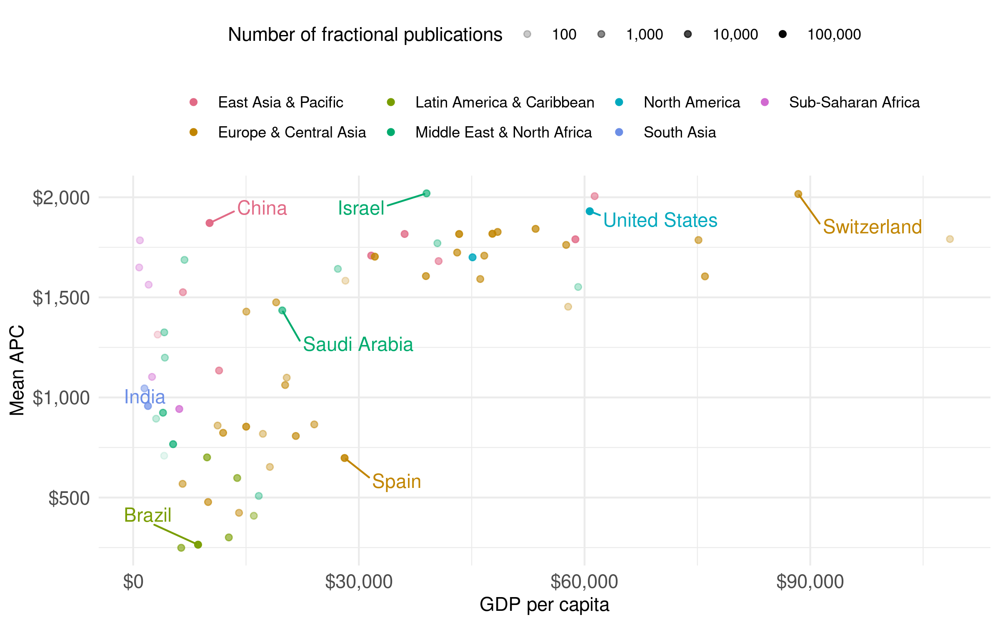 Number of fractional publications 100 1,000 10,000 100,000
East Asia & Pacific Latin America & Caribbean North America Sub-Saharan Africa
Europe & Central Asia Middle East & North Africa South Asia
$2,000
China
Israel
United States
Switzerland
$1,500
Saudi Arabia
Mean APC
India
$1,000
Spain
$500
Brazil
$0 $30,000 $60,000 $90,000
GDP per capita